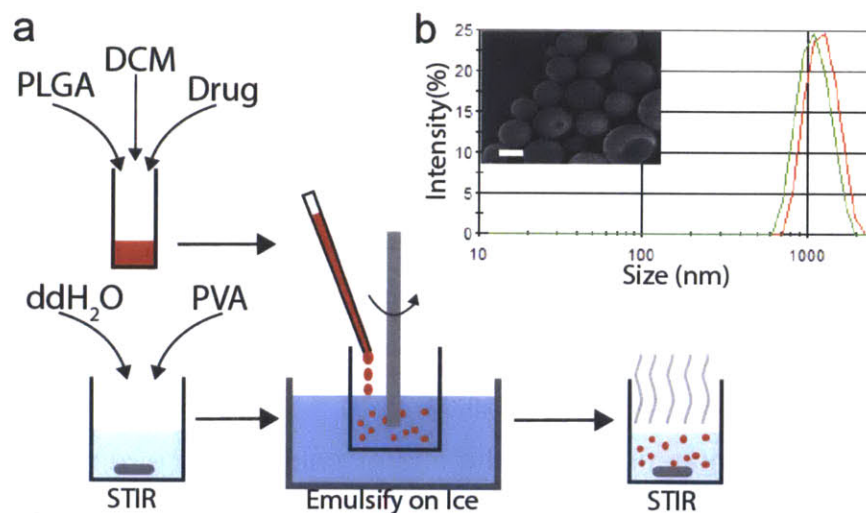 a
DCM
PLGA
Drug
ddH₂O
PVA
STIR
Emulsify on Ice
STIR
b
Intensity(%)
25
20
15
10
5
0
10
100
1000
Size (nm)